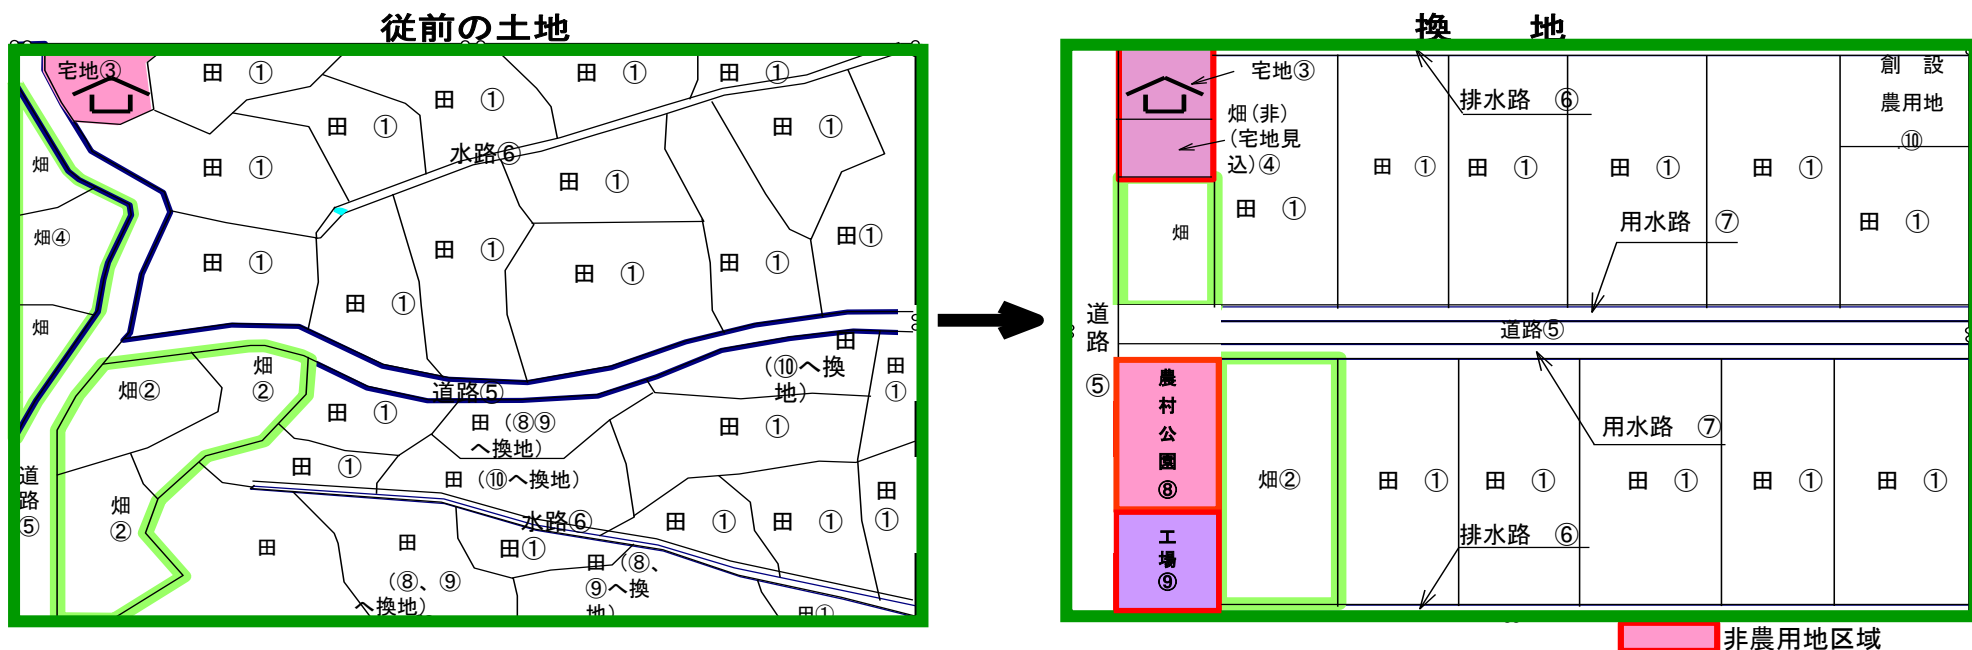 従前の土地
宅地③
田 ①
田 ①
田 ①
田 ①
田 ①
田 ①
畑
田 ①
水路⑥
田 ①
畑④
田 ①
田 ①
田 ①
田 ①
田①
田 ①
畑
畑②
畑
②
田 ①
道路⑤
田
(⑩へ換
地)
田
①
田 (⑧⑨
へ換地)
田 ①
田 ①
田 (⑩へ換地)
道
路
⑤
畑
②
水路⑥
田 ①
田 ①
田
①
田
田
(⑧、⑨
へ換地)
田①
田 (⑧、
⑨へ換
地)
田①
換 地
宅地③
畑(非)
(宅地見
込)④
排水路 ⑥
創 設
農用地
⑩
田 ①
田 ①
田 ①
田 ①
田 ①
畑
用水路 ⑦
田 ①
道
路
⑤
道路⑤
農
村
公
園
⑧
用水路 ⑦
畑②
田 ①
田 ①
田 ①
田 ①
田 ①
工
場
⑨
排水路 ⑥
非農用地区域